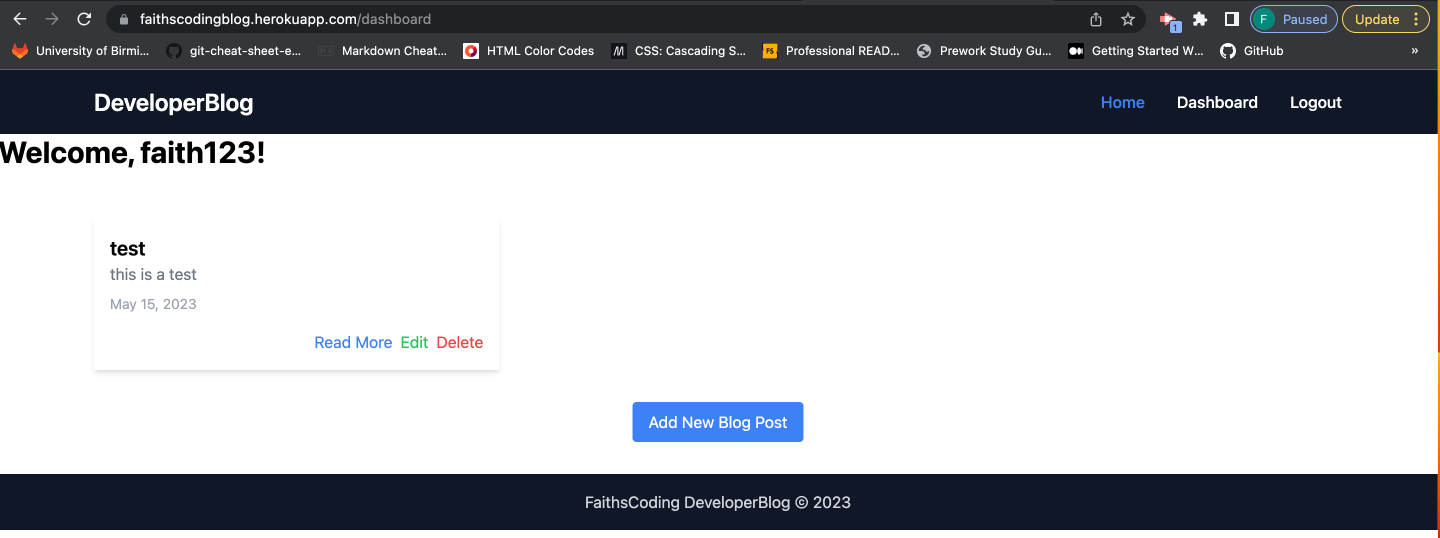 faithscodingblog.herokuapp.com/dashboard
1
F Paused
Update
University of Birmi...
git-cheat-sheet-e...
Markdown Cheat...
HTML Color Codes
CSS: Cascading S...
FS Professional READ...
Prework Study Gu...
Getting Started W...
GitHub
»
DeveloperBlog
Home
Dashboard
Logout
Welcome, faith123!
test
this is a test
May 15, 2023
Read More Edit Delete
Add New Blog Post
FaithsCoding DeveloperBlog © 2023